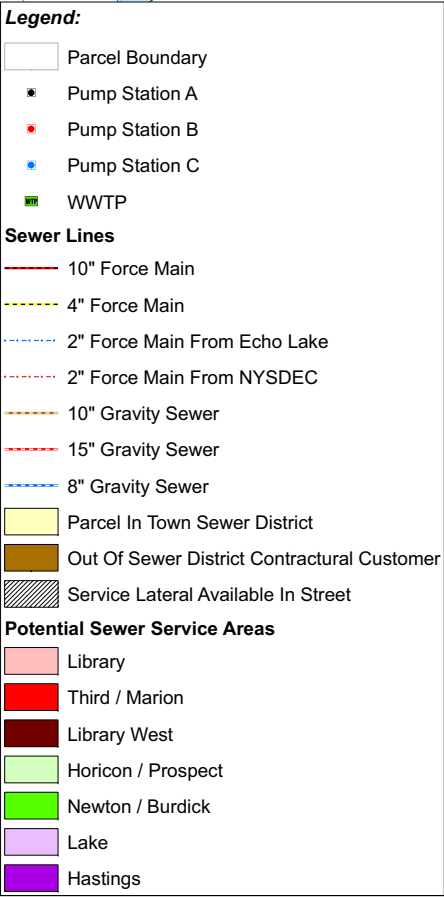 Legend:
Parcel Boundary
Pump Station A
Pump Station B
Pump Station C
WTP WWTP
Sewer Lines
10" Force Main
4" Force Main
2" Force Main From Echo Lake
2" Force Main From NYSDEC
10" Gravity Sewer
15" Gravity Sewer
8" Gravity Sewer
Parcel In Town Sewer District
Out Of Sewer District Contractural Customer
Service Lateral Available In Street
Potential Sewer Service Areas
Library
Third / Marion
Library West
Horicon / Prospect
Newton / Burdick
Lake
Hastings